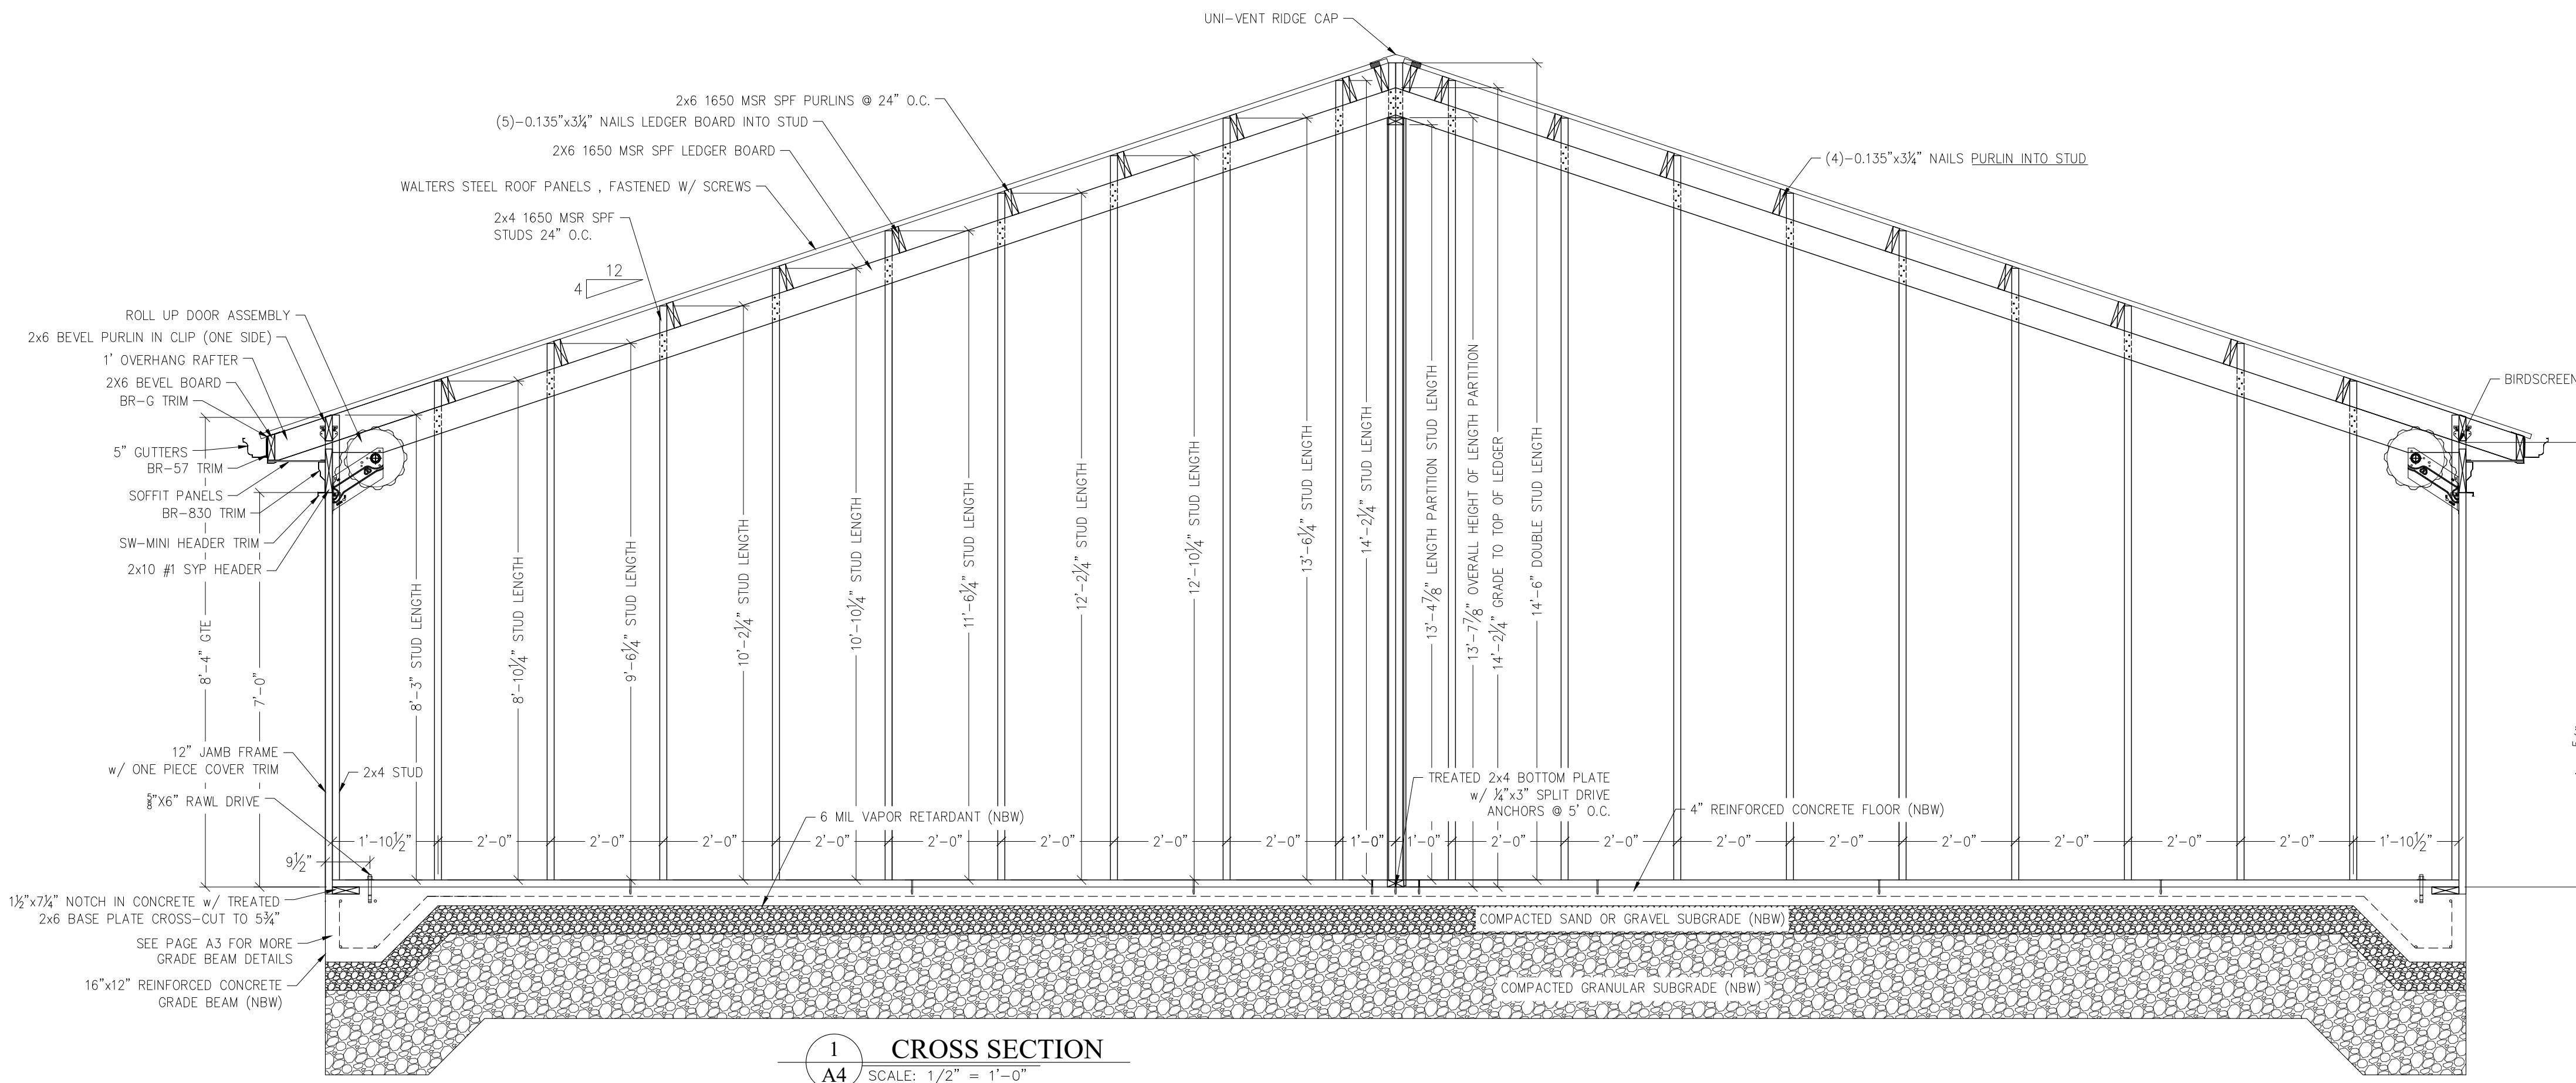 UNI-VENT RIDGE CAP
2x6 1650 MSR SPF PURLINS @ 24" O.C.
(5)-0.135"x3¼" NAILS LEDGER BOARD INTO STUD
2X6 1650 MSR SPF LEDGER BOARD
WALTERS STEEL ROOF PANELS , FASTENED W/ SCREWS
2x4 1650 MSR SPF
STUDS 24" O.C.
12
4
(4)-0.135"x3¼" NAILS PURLIN INTO STUD
ROLL UP DOOR ASSEMBLY
2x6 BEVEL PURLIN IN CLIP (ONE SIDE)
1' OVERHANG RAFTER
2X6 BEVEL BOARD
BR-G TRIM
5" GUTTERS
BR-57 TRIM
SOFFIT PANELS
BR-830 TRIM
SW-MINI HEADER TRIM
2x10 #1 SYP HEADER
BIRDSCREEN
8'-4" GTE
7'-0"
8'-3" STUD LENGTH
8'-10¼" STUD LENGTH
9'-6¼" STUD LENGTH
10'-2¼" STUD LENGTH
10'-10¼" STUD LENGTH
11'-6¼" STUD LENGTH
12'-2¼" STUD LENGTH
12'-10¼" STUD LENGTH
13'-6¼" STUD LENGTH
14'-2¼" STUD LENGTH
13'-4⅞" LENGTH PARTITION STUD LENGTH
13'-7⅞" OVERALL HEIGHT OF LENGTH PARTITION
14'-2¼" GRADE TO TOP OF LEDGER
14'-6" DOUBLE STUD LENGTH
12" JAMB FRAME
w/ ONE PIECE COVER TRIM
2x4 STUD
⅝"X6" RAWL DRIVE
6 MIL VAPOR RETARDANT (NBW)
TREATED 2x4 BOTTOM PLATE
w/ ¼"x3" SPLIT DRIVE
ANCHORS @ 5' O.C.
4" REINFORCED CONCRETE FLOOR (NBW)
1'-10½"
2'-0"
2'-0"
2'-0"
2'-0"
2'-0"
2'-0"
2'-0"
2'-0"
1'-0"
1'-0"
2'-0"
2'-0"
2'-0"
2'-0"
2'-0"
2'-0"
2'-0"
2'-0"
1'-10½"
9½"
1½"x7¼" NOTCH IN CONCRETE w/ TREATED
2x6 BASE PLATE CROSS-CUT TO 5¾"
SEE PAGE A3 FOR MORE
GRADE BEAM DETAILS
16"x12" REINFORCED CONCRETE
GRADE BEAM (NBW)
COMPACTED SAND OR GRAVEL SUBGRADE (NBW)
COMPACTED GRANULAR SUBGRADE (NBW)
1
A4
CROSS SECTION
SCALE: 1/2" = 1'-0"